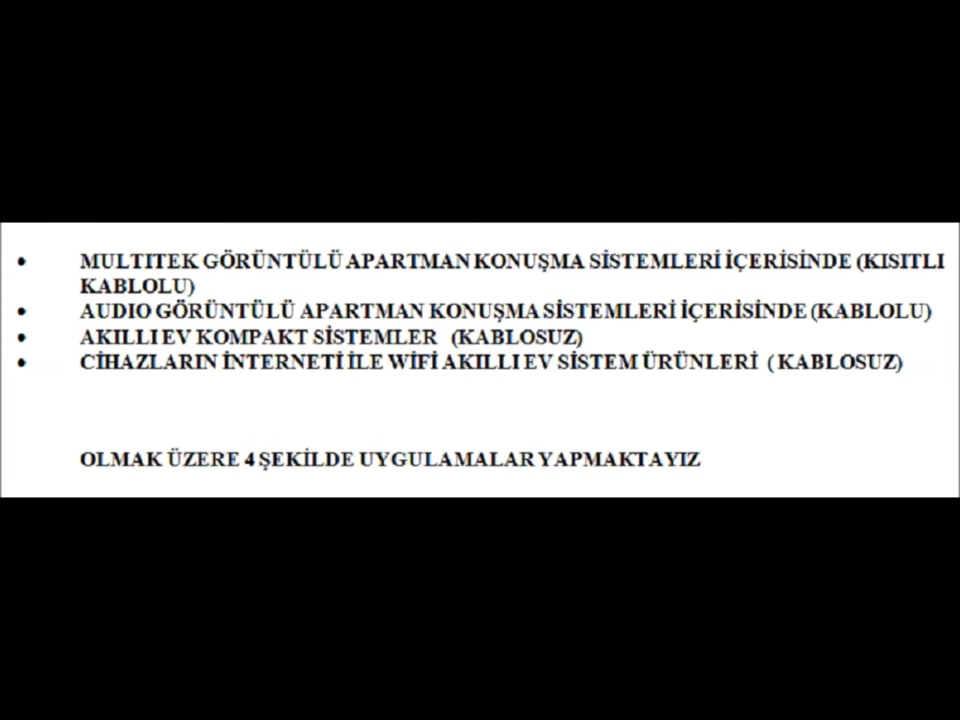 • MULTITEK GÖRÜNTÜLÜ APARTMAN KONUŞMA SİSTEMLERİ İÇERİSİNDE (KISITLI
KABLOLU)
• AUDIO GÖRÜNTÜLÜ APARTMAN KONUŞMA SİSTEMLERİ İÇERİSİNDE (KABLOLU)
• AKILLI EV KOMPAKT SİSTEMLER (KABLOSUZ)
• CİHAZLARIN İNTERNETİ İLE WİFİ AKILLI EV SİSTEM ÜRÜNLERİ ( KABLOSUZ)
OLMAK ÜZERE 4 ŞEKİLDE UYGULAMALAR YAPMAKTAYIZ